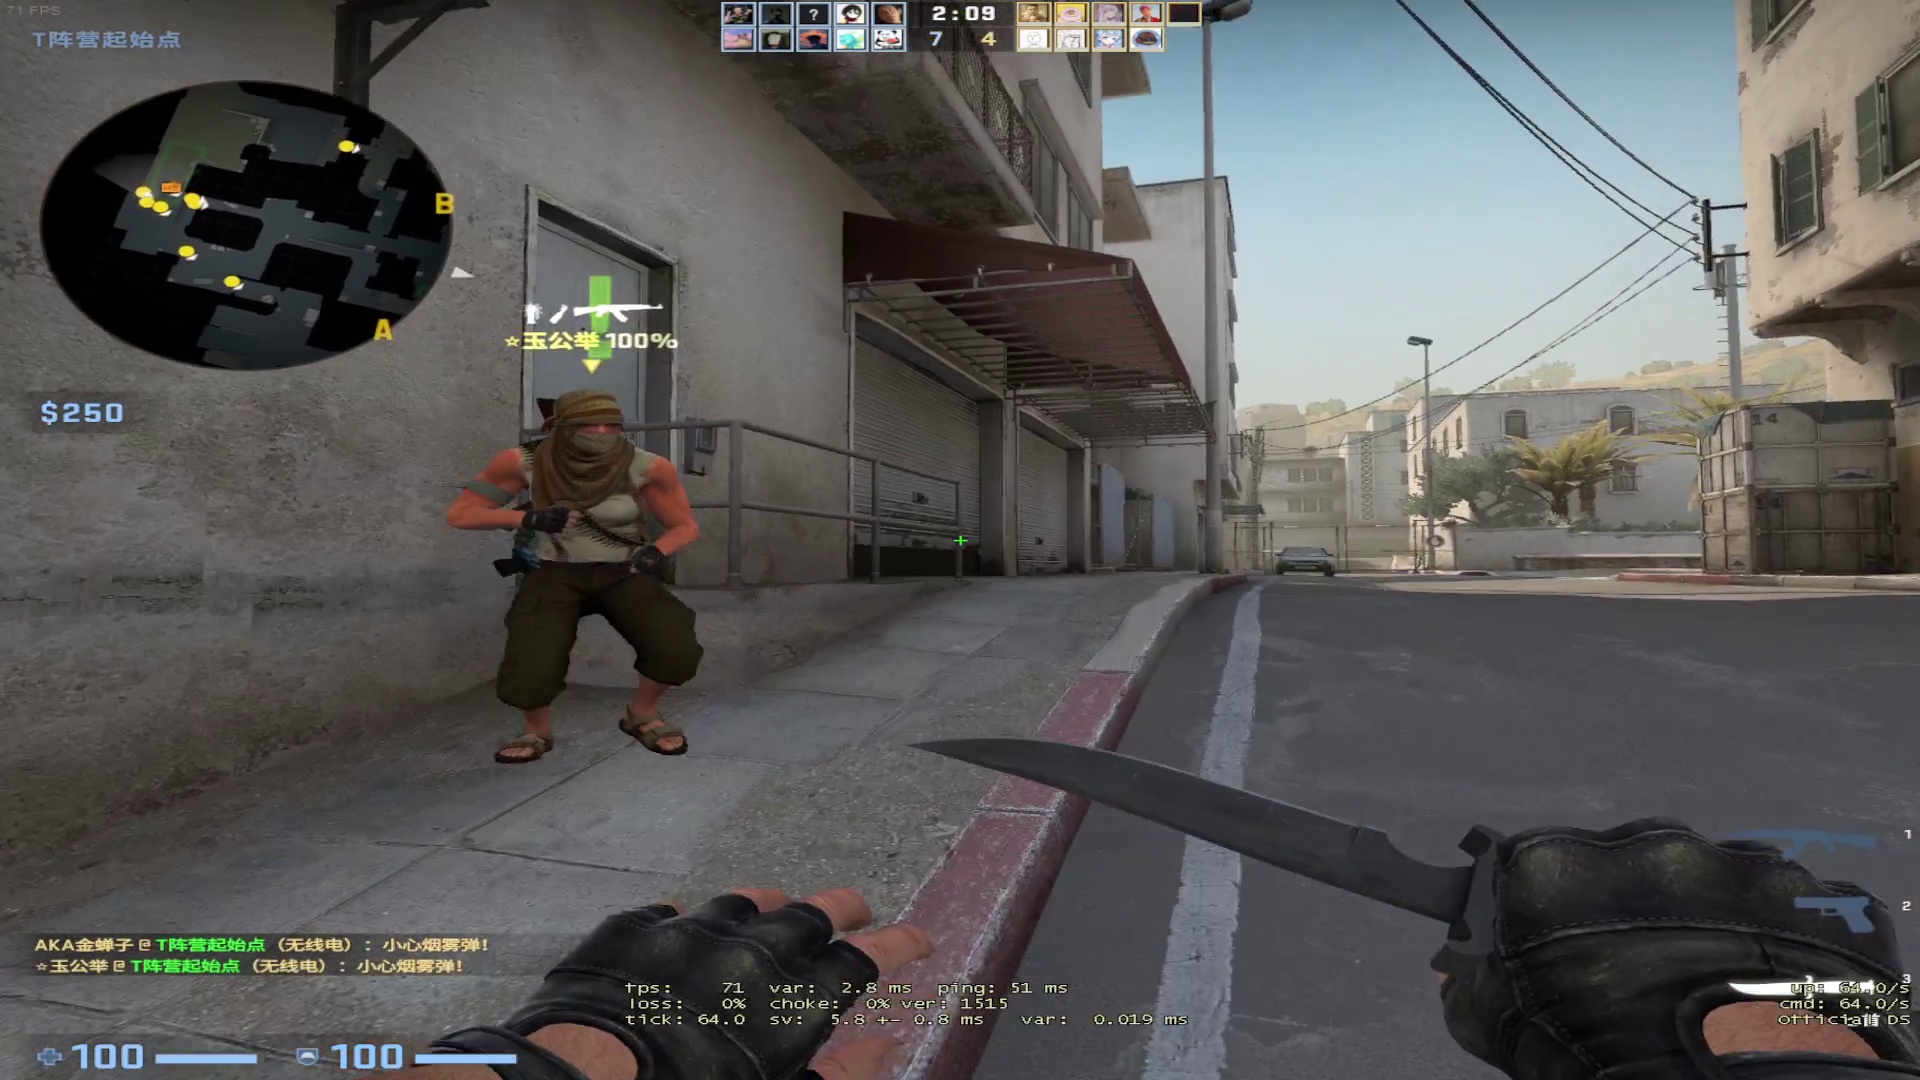 71 FPS
T阵营起始点
2:09
7 4
?
B
A
☆玉公举 100%
$250
14
1
2
3
AKA金蝉子 @ T阵营起始点 (无线电) : 小心烟雾弹!
☆玉公举 @ T阵营起始点 (无线电) : 小心烟雾弹!
fps: 71 var: 2.8 ms ping: 51 ms
loss: 0% choke: 0% ver: 1515
tick: 64.0 sv: 5.8 +- 0.8 ms var: 0.019 ms
up: 64.0/s
cmd: 64.0/s
official DS
100 100